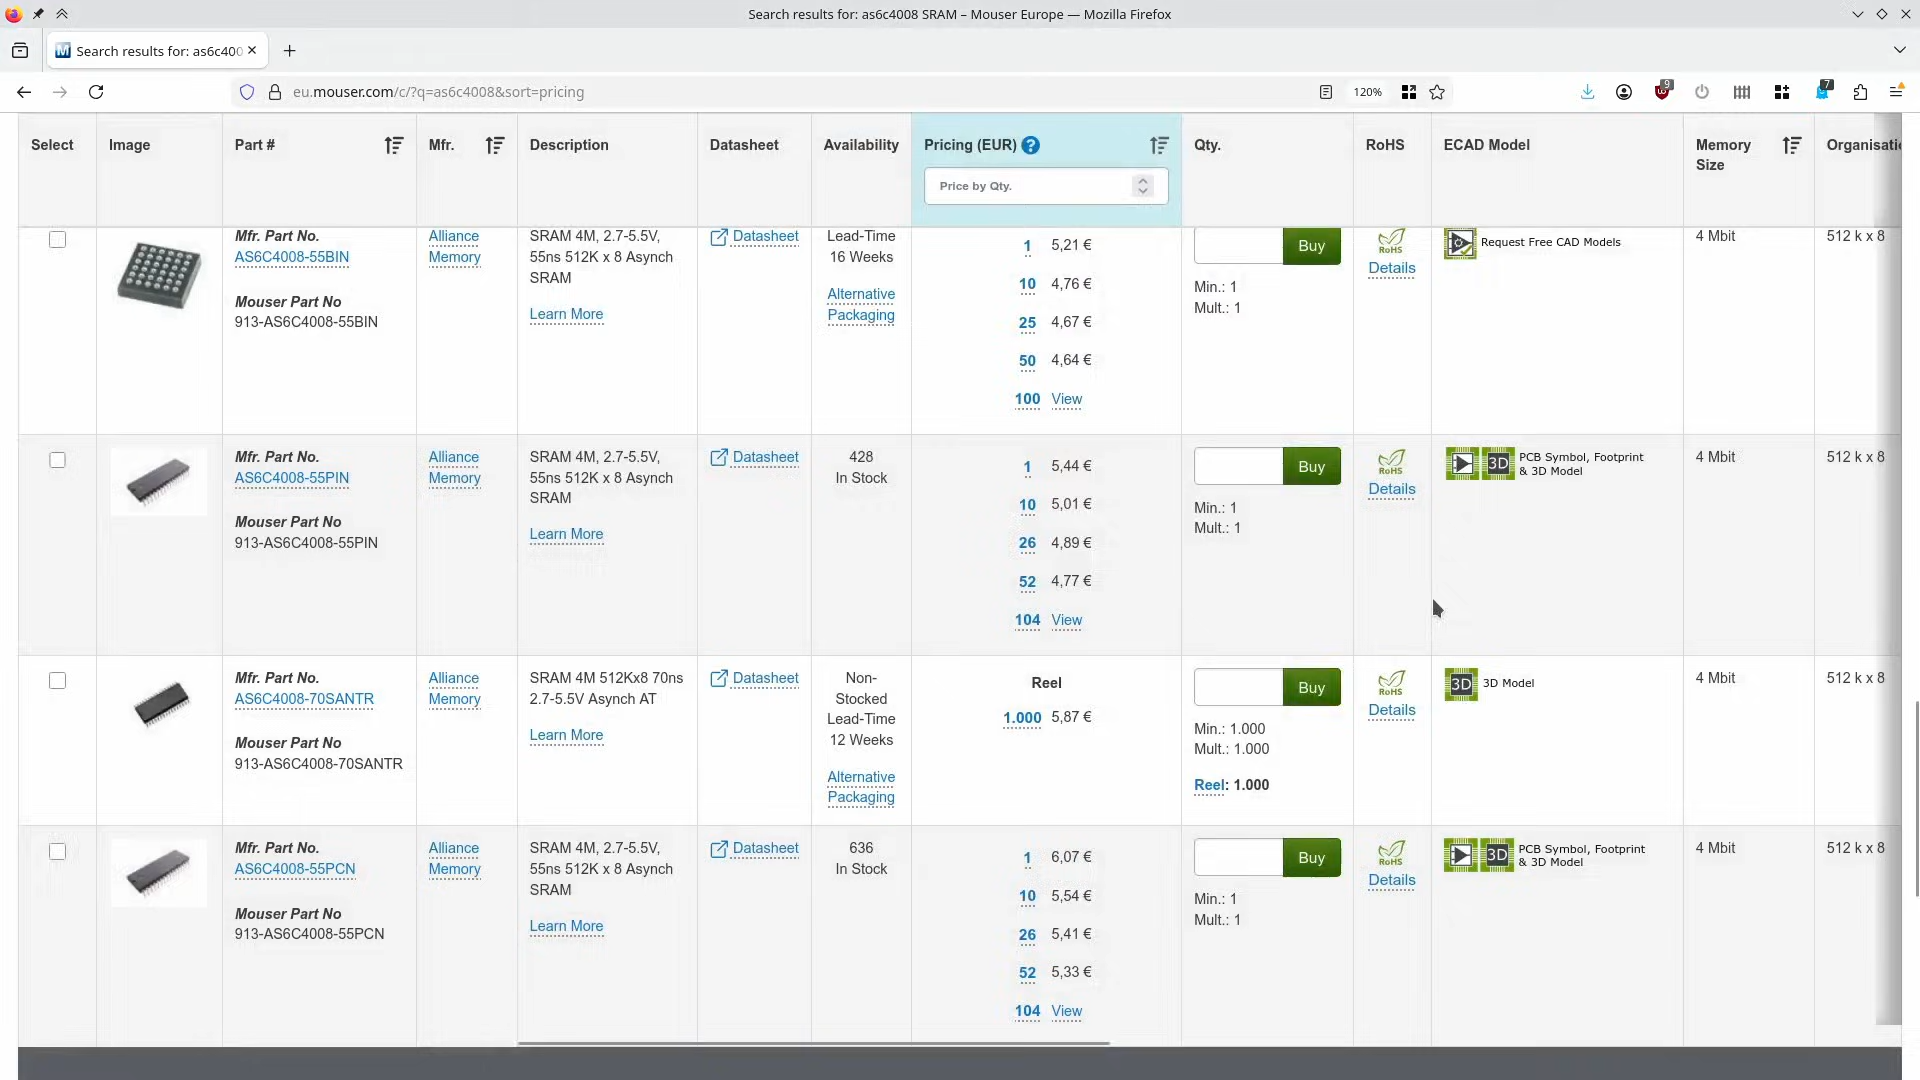 Search results for: as6c4008 SRAM – Mouser Europe — Mozilla Firefox
M Search results for: as6c400
eu.mouser.com/c/?q=as6c4008&sort=pricing
120%
9
7
Select
Image
Part #
Mfr.
Description
Datasheet
Availability
Pricing (EUR) ?
Price by Qty.
Qty.
RoHS
ECAD Model
Memory
Size
Organisati
Mfr. Part No.
AS6C4008-55BIN
Mouser Part No
913-AS6C4008-55BIN
Alliance
Memory
SRAM 4M, 2.7-5.5V,
55ns 512K x 8 Asynch
SRAM
Learn More
Datasheet
Lead-Time
16 Weeks
Alternative
Packaging
1 5,21 €
10 4,76 €
25 4,67 €
50 4,64 €
100 View
Buy
Min.: 1
Mult.: 1
RoHS
Details
Request Free CAD Models
4 Mbit
512 k x 8
Mfr. Part No.
AS6C4008-55PIN
Mouser Part No
913-AS6C4008-55PIN
Alliance
Memory
SRAM 4M, 2.7-5.5V,
55ns 512K x 8 Asynch
SRAM
Learn More
Datasheet
428
In Stock
1 5,44 €
10 5,01 €
26 4,89 €
52 4,77 €
104 View
Buy
Min.: 1
Mult.: 1
RoHS
Details
3D
PCB Symbol, Footprint
& 3D Model
4 Mbit
512 k x 8
Mfr. Part No.
AS6C4008-70SANTR
Mouser Part No
913-AS6C4008-70SANTR
Alliance
Memory
SRAM 4M 512Kx8 70ns
2.7-5.5V Asynch AT
Learn More
Datasheet
Non-
Stocked
Lead-Time
12 Weeks
Alternative
Packaging
Reel
1.000 5,87 €
Buy
Min.: 1.000
Mult.: 1.000
Reel: 1.000
RoHS
Details
3D
3D Model
4 Mbit
512 k x 8
Mfr. Part No.
AS6C4008-55PCN
Mouser Part No
913-AS6C4008-55PCN
Alliance
Memory
SRAM 4M, 2.7-5.5V,
55ns 512K x 8 Asynch
SRAM
Learn More
Datasheet
636
In Stock
1 6,07 €
10 5,54 €
26 5,41 €
52 5,33 €
104 View
Buy
Min.: 1
Mult.: 1
RoHS
Details
3D
PCB Symbol, Footprint
& 3D Model
4 Mbit
512 k x 8